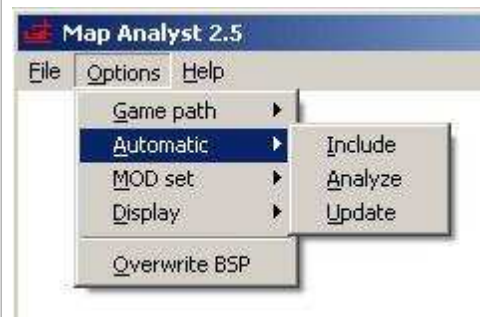 Map Analyst 2.5
File Options Help
Game path
Automatic Include
MOD set Analyze
Display Update
Overwrite BSP